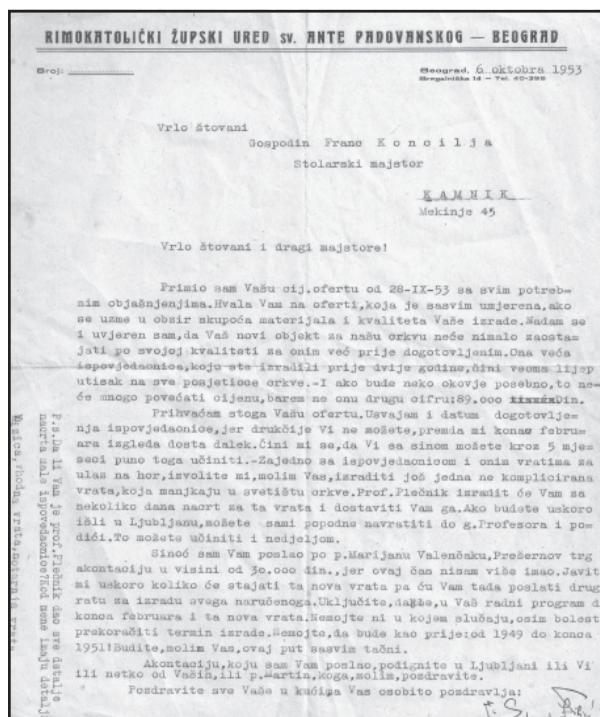 RIMOKATOLIČKI ŽUPSKI URED SV. ANTE PADOVANSKOG — BEOGRAD
Broj:
Beograd, 6 oktobra 1953
Bregalnička 14 — Tel. 40-398
Vrlo štovani
Gospodin Franc K o n c i l j a
Stolarski majstor
K A M N I K
Mekinje 45
Vrlo štovani i dragi majstore!
Primio sam Vašu cij.ofertu od 28-IX-53 sa svim potreb-
nim objašnjenjima.Hvala Vam na oferti,koja je sasvim umjerena,ako
se uzme u obzir skupoća materijala i kvaliteta Vaše izrade.Nadam se
i uvjeren sam,da Vaš novi objekt za našu crkvu neće nimalo zaosta-
jati po svojoj kvaliteti za onim već prije dogotovljenim.Ona veća
ispovjedaonica,koju ste izradili prije dvije godine,čini veoma lijep
utisak na sve posjetioce crkve.-I ako bude neko okovje posebno,to ne-
će mnogo povećati cijenu,barem ne onu drugu cifru:89.000 Din.
Prihvaćam stoga Vašu ofertu.Usvajam i datum dogotovlje-
nja ispovjedaonice,jer drukčije Vi ne možete,premda mi konac febru-
ara izgleda dosta dalek.Čini mi se,da Vi sa sinom možete kroz 5 mje-
seci puno toga učiniti.-Zajedno sa ispovjedaonicom i onim vratima za
ulaz na hor,izvolite mi,molim Vas,izraditi još jedna ne komplicirana
vrata,koja manjkaju u svetištu crkve.Prof.Plečnik izradit će Vam za
nekoliko dana nacrt za ta vrata i dostaviti Vam ga.Ako budete uskoro
išli u Ljubljanu,možete sami popodne navratiti do g.Profesora i po-
dići.To možete učiniti i nedjeljom.
Sinoć sam Vam poslao po p.Marijanu Valenčaku,Prešernov trg
akontaciju u visini od 30.000 din.,jer ovaj čas nisam više imao.Javit
mi uskoro koliko će stajati ta nova vrata pa ću Vam tada poslati drug
ratu za izradu svega naručenoga.Uključite,dakle,u Vaš radni program d
konca februara i ta nova vrata.Nemojte ni u kojem slučaju,osim bolest
prekoračiti termin izrade.Nemojte,da bude kao prije:od 1949 do konca
1951!Budite,molim Vas,ovaj put sasvim tačni.
Akontaciju,koju sam Vam poslao,podignite u Ljubljani ili Vi
ili netko od Vaših,ili p.Martin,koga,molim,pozdravite.
Pozdravite sve Vaše u kući,a Vas osobito pozdravlja:
P.s.Da li Vam je prof.Plečnik dao sve detalje
nacrta male ispovedaonice?Kod mene imaju detalj
vrata